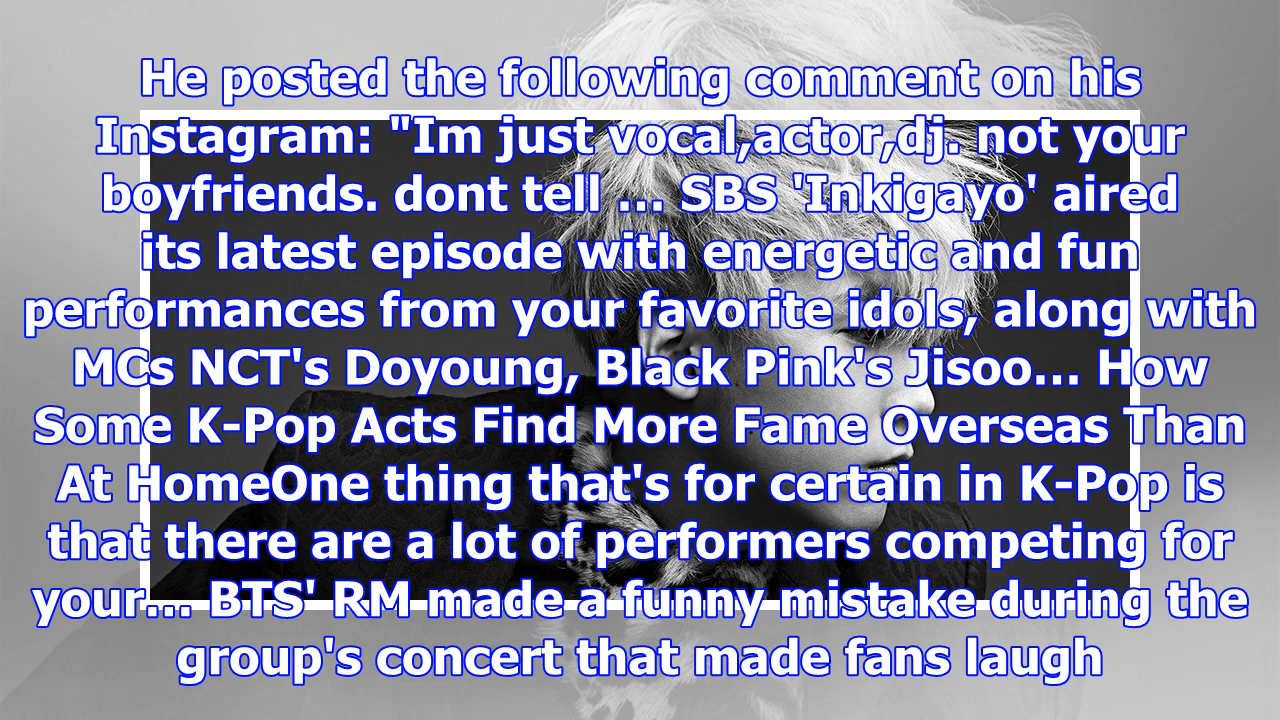 He posted the following comment on his
Instagram: "Im just vocal,actor,dj. not your
boyfriends. dont tell ... SBS 'Inkigayo' aired
its latest episode with energetic and fun
performances from your favorite idols, along with
MCs NCT's Doyoung, Black Pink's Jisoo… How
Some K-Pop Acts Find More Fame Overseas Than
At HomeOne thing that's for certain in K-Pop is
that there are a lot of performers competing for
your… BTS' RM made a funny mistake during the
group's concert that made fans laugh